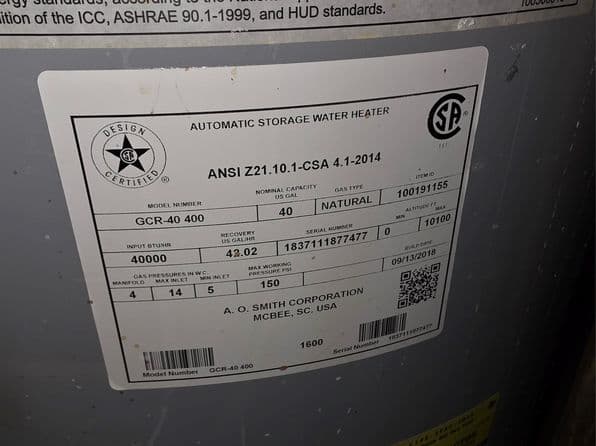 ition of the ICC, ASHRAE 90.1-1999, and HUD standards.
DESIGN CERTIFIED ®
AUTOMATIC STORAGE WATER HEATER
ANSI Z21.10.1-CSA 4.1-2014
MODEL NUMBER
GCR-40 400
NOMINAL CAPACITY
US GAL
40
GAS TYPE
NATURAL
ITEM ID
100191155
INPUT BTU/HR
40000
RECOVERY
US GAL/HR
42.02
SERIAL NUMBER
1837111877477
ALTITUDE FT
MIN MAX
0 10100
GAS PRESSURES IN W.C.
MANIFOLD MAX INLET MIN INLET
4 14 5
MAX WORKING
PRESSURE PSI
150
BUILD DATE
09/13/2018
A. O. SMITH CORPORATION
MCBEE, SC. USA
1600
Model Number GCR-40 400
Serial Number 1837111877477